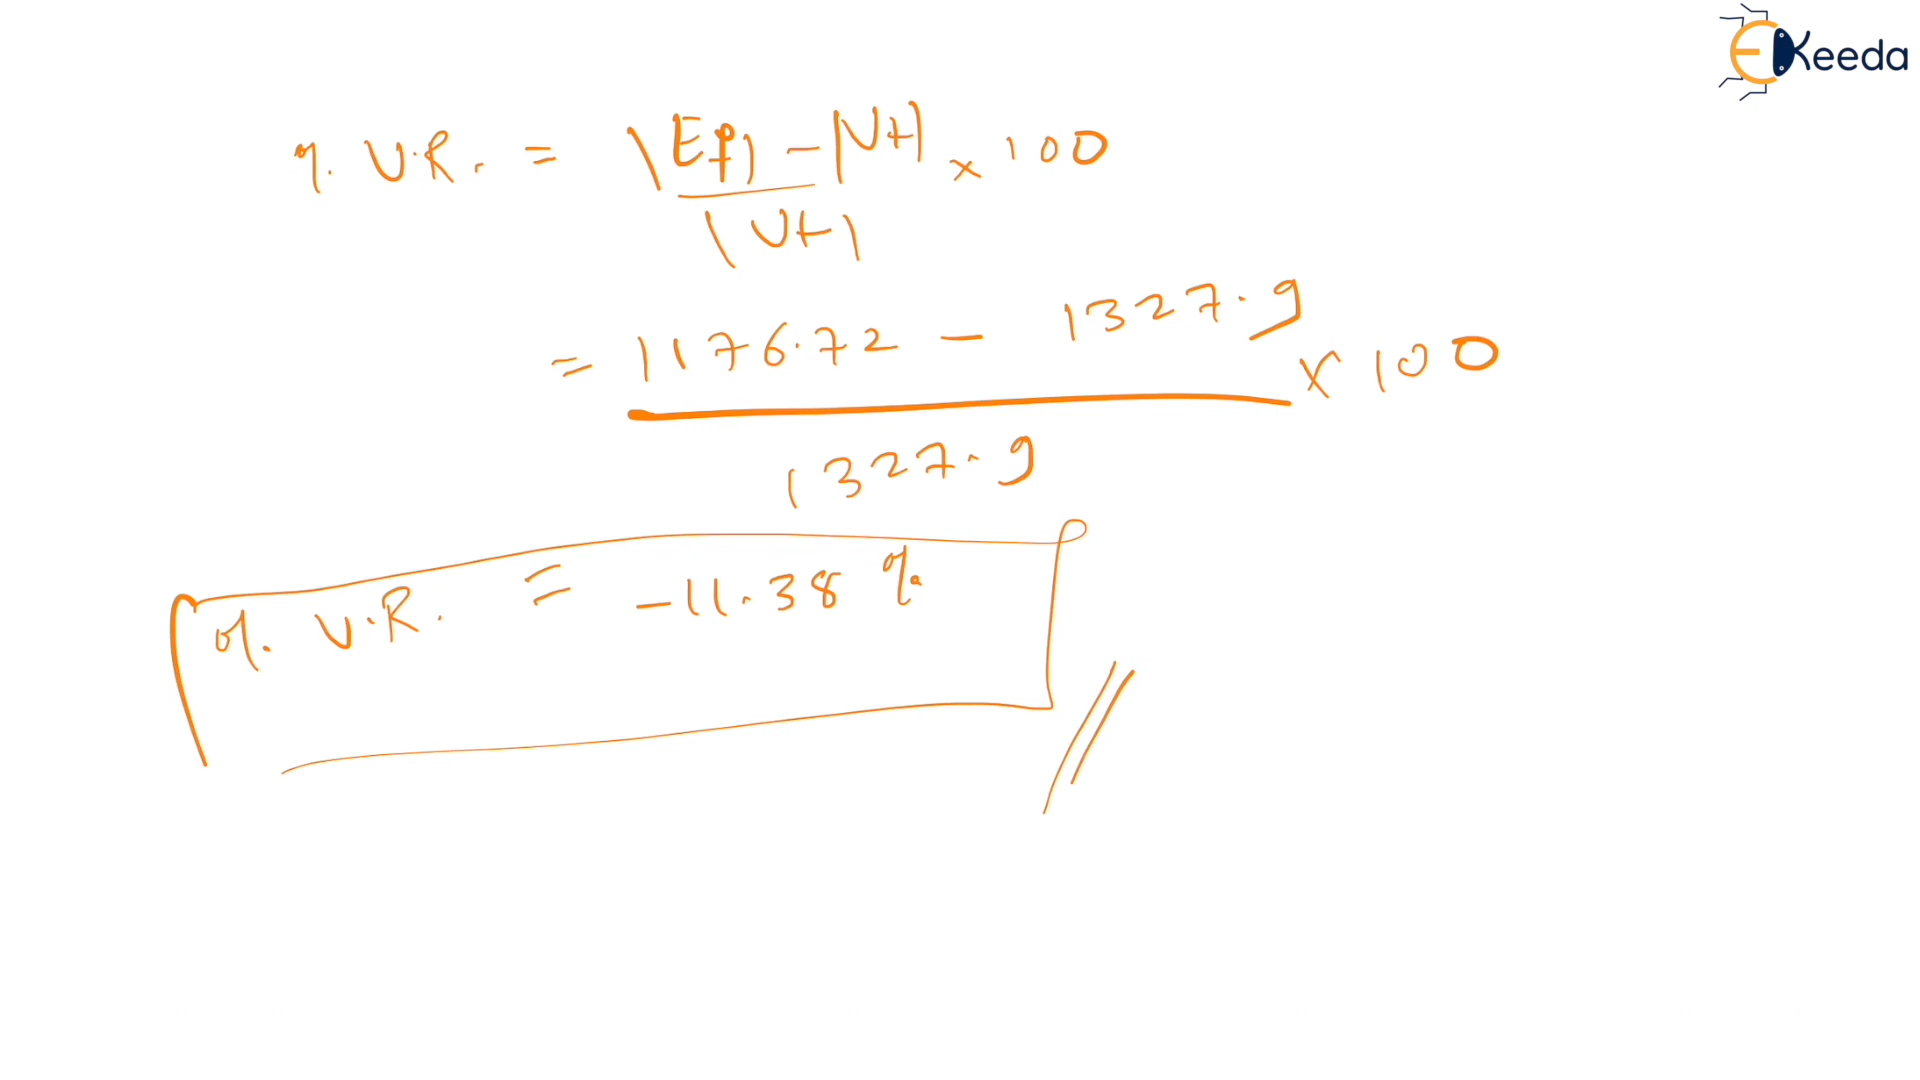 EKeeda
% V.R. = |Ef| - |Vt| x 100
|Vt|
= 1176.72 - 1327.9 x 100
1327.9
% V.R. = -11.38 %